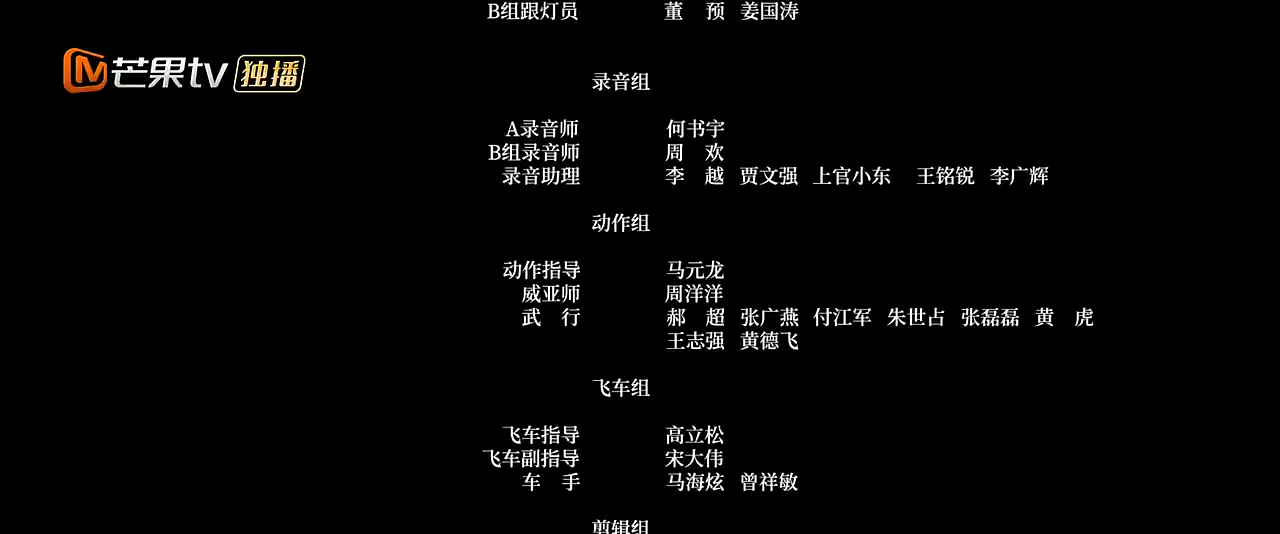 B组跟灯员 董 预 姜国涛
芒果tv 独播
录音组
A录音师 何书宇
B组录音师 周 欢
录音助理 李 越 贾文强 上官小东 王铭锐 李广辉
动作组
动作指导 马元龙
威亚师 周洋洋
武 行 郝 超 张广燕 付江军 朱世占 张磊磊 黄 虎
王志强 黄德飞
飞车组
飞车指导 高立松
飞车副指导 宋大伟
车 手 马海炫 曾祥敏
剪辑组